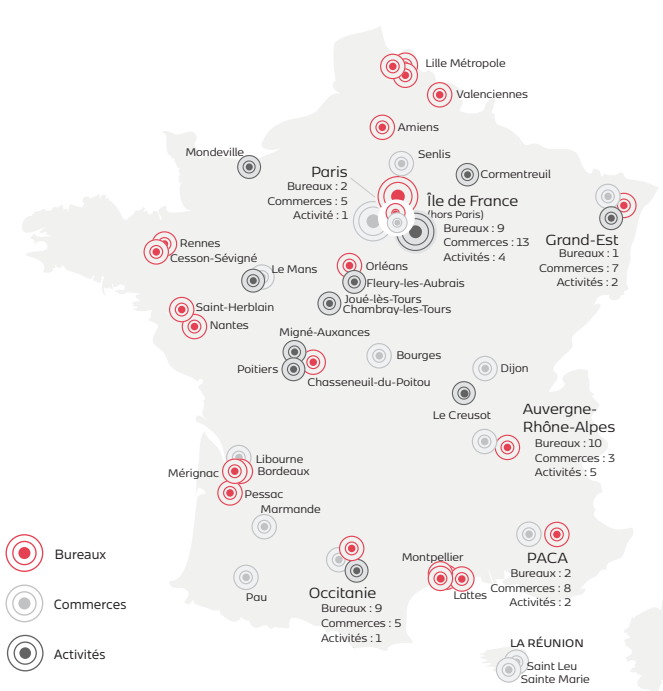 Lille Métropole
Valenciennes
Amiens
Mondeville
Senlis
Cormentreuil
Paris
Bureaux : 2
Commerces : 5
Activité : 1
Île de France
(hors Paris)
Bureaux : 9
Commerces : 13
Activités : 4
Grand-Est
Bureaux : 1
Commerces : 7
Activités : 2
Rennes
Cesson-Sévigné
Le Mans
Orléans
Fleury-les-Aubrais
Joué-lès-Tours
Chambray-les-Tours
Saint-Herblain
Nantes
Migné-Auxances
Poitiers
Chasseneuil-du-Poitou
Bourges
Dijon
Le Creusot
Auvergne-
Rhône-Alpes
Bureaux : 10
Commerces : 3
Activités : 5
Libourne
Mérignac
Bordeaux
Pessac
Marmande
Pau
Occitanie
Bureaux : 9
Commerces : 5
Activités : 1
Montpellier
Lattes
PACA
Bureaux : 2
Commerces : 8
Activités : 2
LA RÉUNION
Saint Leu
Sainte Marie
Bureaux
Commerces
Activités